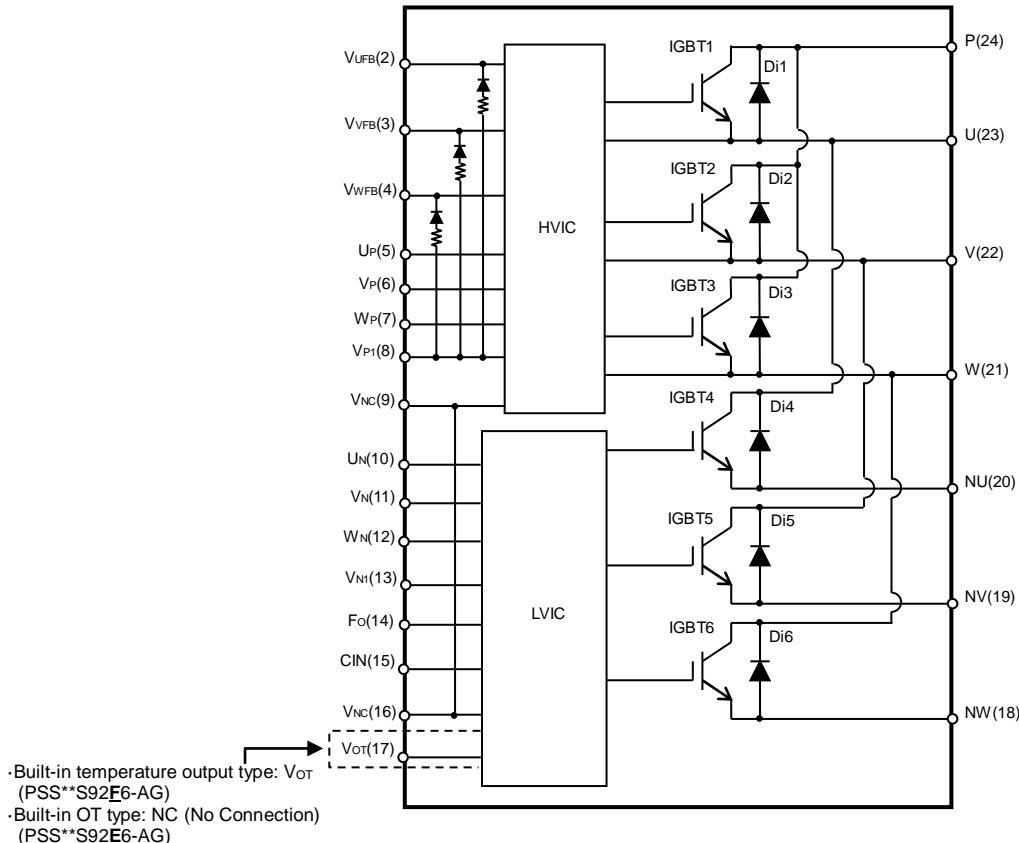 VUFB(2)
VVFB(3)
VWFB(4)
UP(5)
VP(6)
WP(7)
VP1(8)
VNC(9)
UN(10)
VN(11)
WN(12)
VN1(13)
FO(14)
CIN(15)
VNC(16)
VOT(17)
HVIC
LVIC
IGBT1
Di1
IGBT2
Di2
IGBT3
Di3
IGBT4
Di4
IGBT5
Di5
IGBT6
Di6
P(24)
U(23)
V(22)
W(21)
NU(20)
NV(19)
NW(18)
·Built-in temperature output type: VOT
(PSS**S92F6-AG)
·Built-in OT type: NC (No Connection)
(PSS**S92E6-AG)